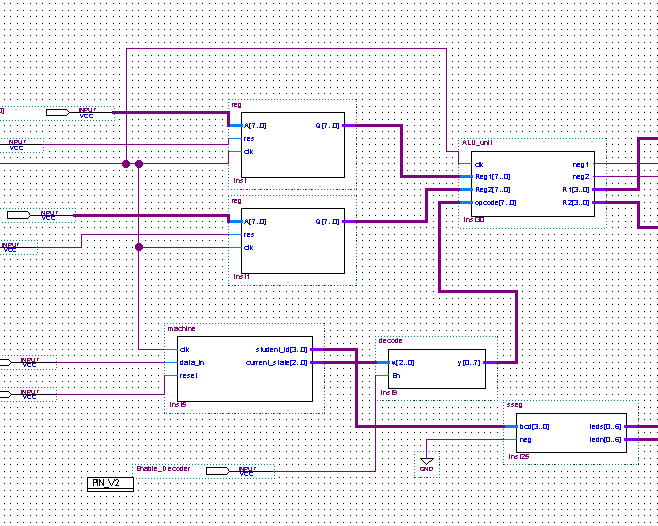 reg
INPUT
VCC
A[7..0] Q[7..0]
res
clk
inst1
INPUT
VCC
ALU_unit
clk neg1
Reg1[7..0] neg2
Reg2[7..0] R1[3..0]
opcode[7..0] R2[3..0]
inst30
reg
INPUT
VCC
A[7..0] Q[7..0]
res
clk
inst11
INPUT
VCC
machine
clk student_id[3..0]
data_in current_state[2..0]
reset
inst5
INPUT
VCC
INPUT
VCC
decode
w[2..0] y[0..7]
En
inst9
sseg
bcd[3..0] leds[0..6]
neg ledn[0..6]
inst25
GND
Enable_Decoder INPUT
VCC
PIN_V2